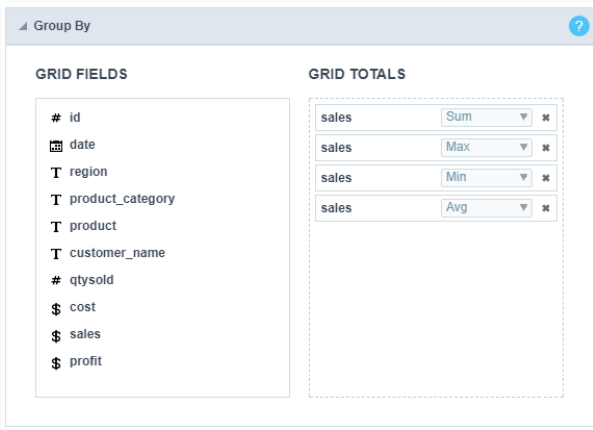 Group By
?
GRID FIELDS
GRID TOTALS
# id
date
T region
T product_category
T product
T customer_name
# qtysold
$ cost
$ sales
$ profit
sales Sum
sales Max
sales Min
sales Avg